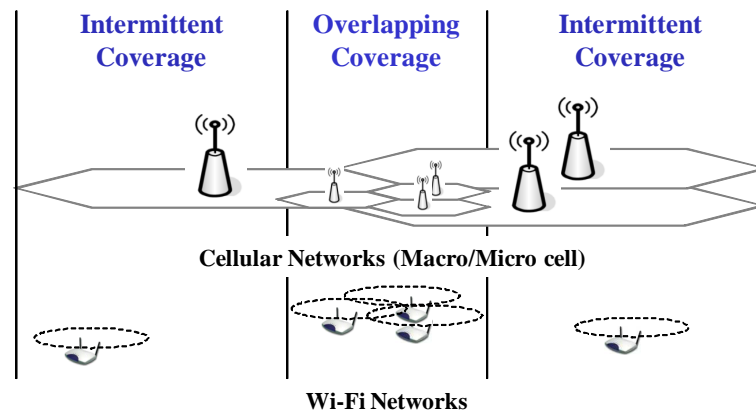 Intermittent
Coverage
Overlapping
Coverage
Intermittent
Coverage
Cellular Networks (Macro/Micro cell)
Wi-Fi Networks